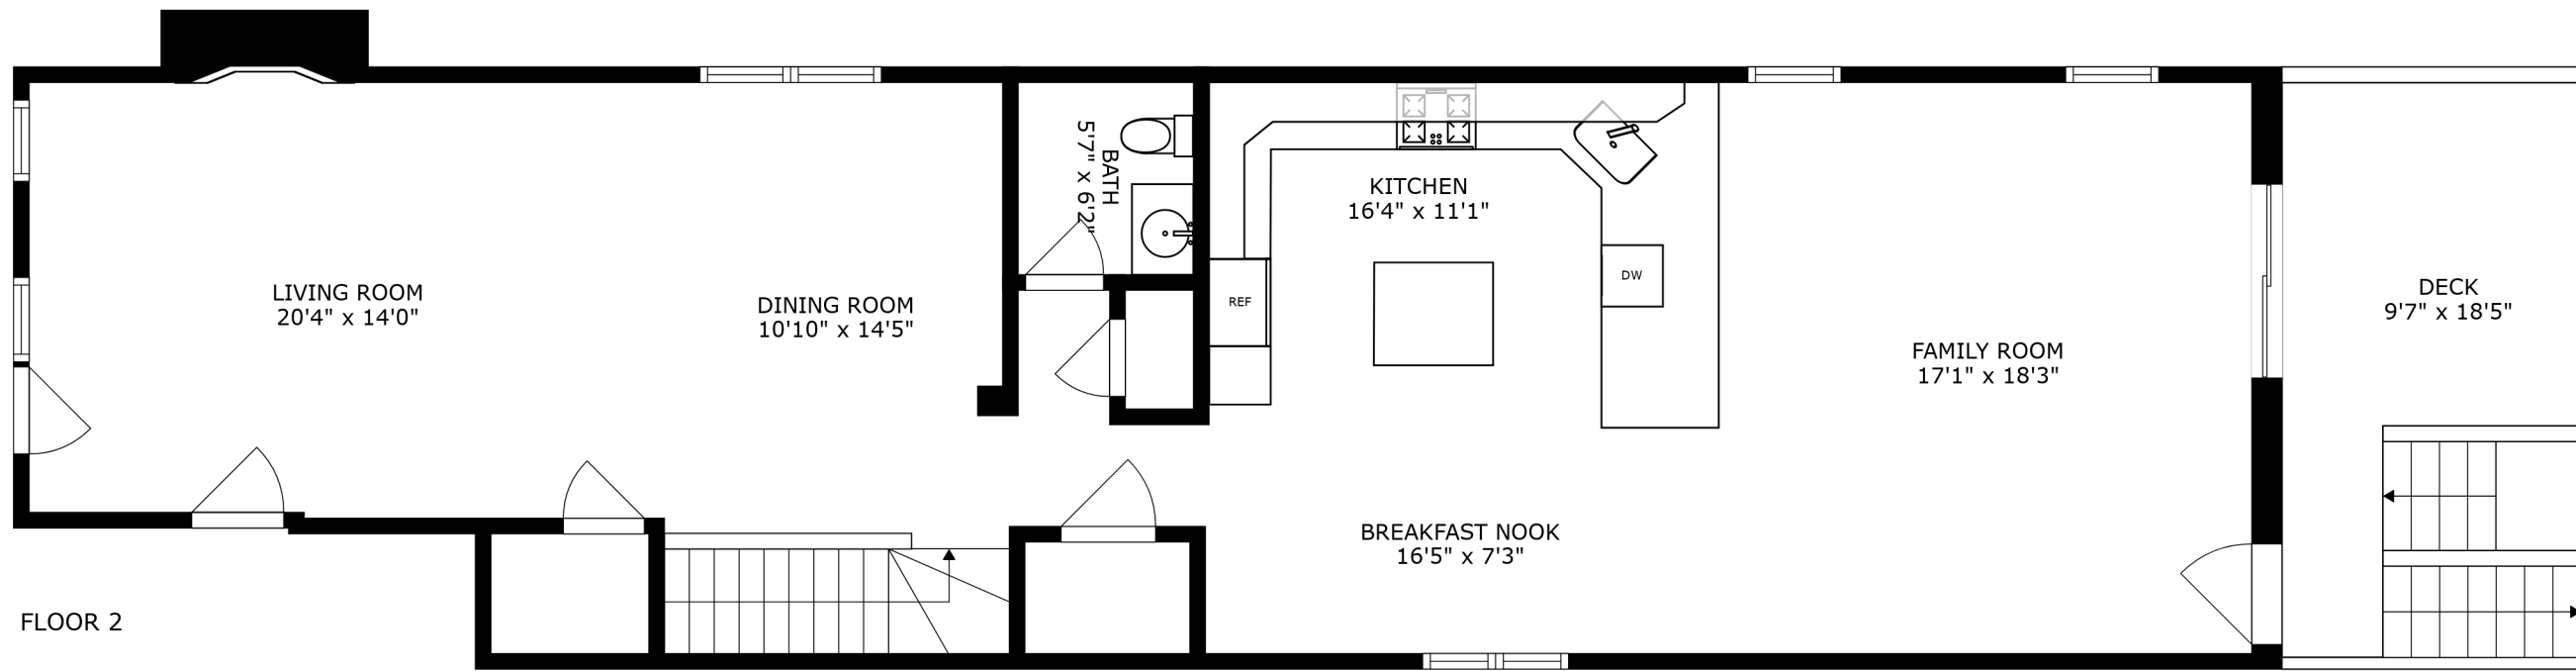 LIVING ROOM
20'4" x 14'0"
DINING ROOM
10'10" x 14'5"
BATH
5'7" x 6'2"
KITCHEN
16'4" x 11'1"
REF
DW
FAMILY ROOM
17'1" x 18'3"
DECK
9'7" x 18'5"
BREAKFAST NOOK
16'5" x 7'3"
FLOOR 2